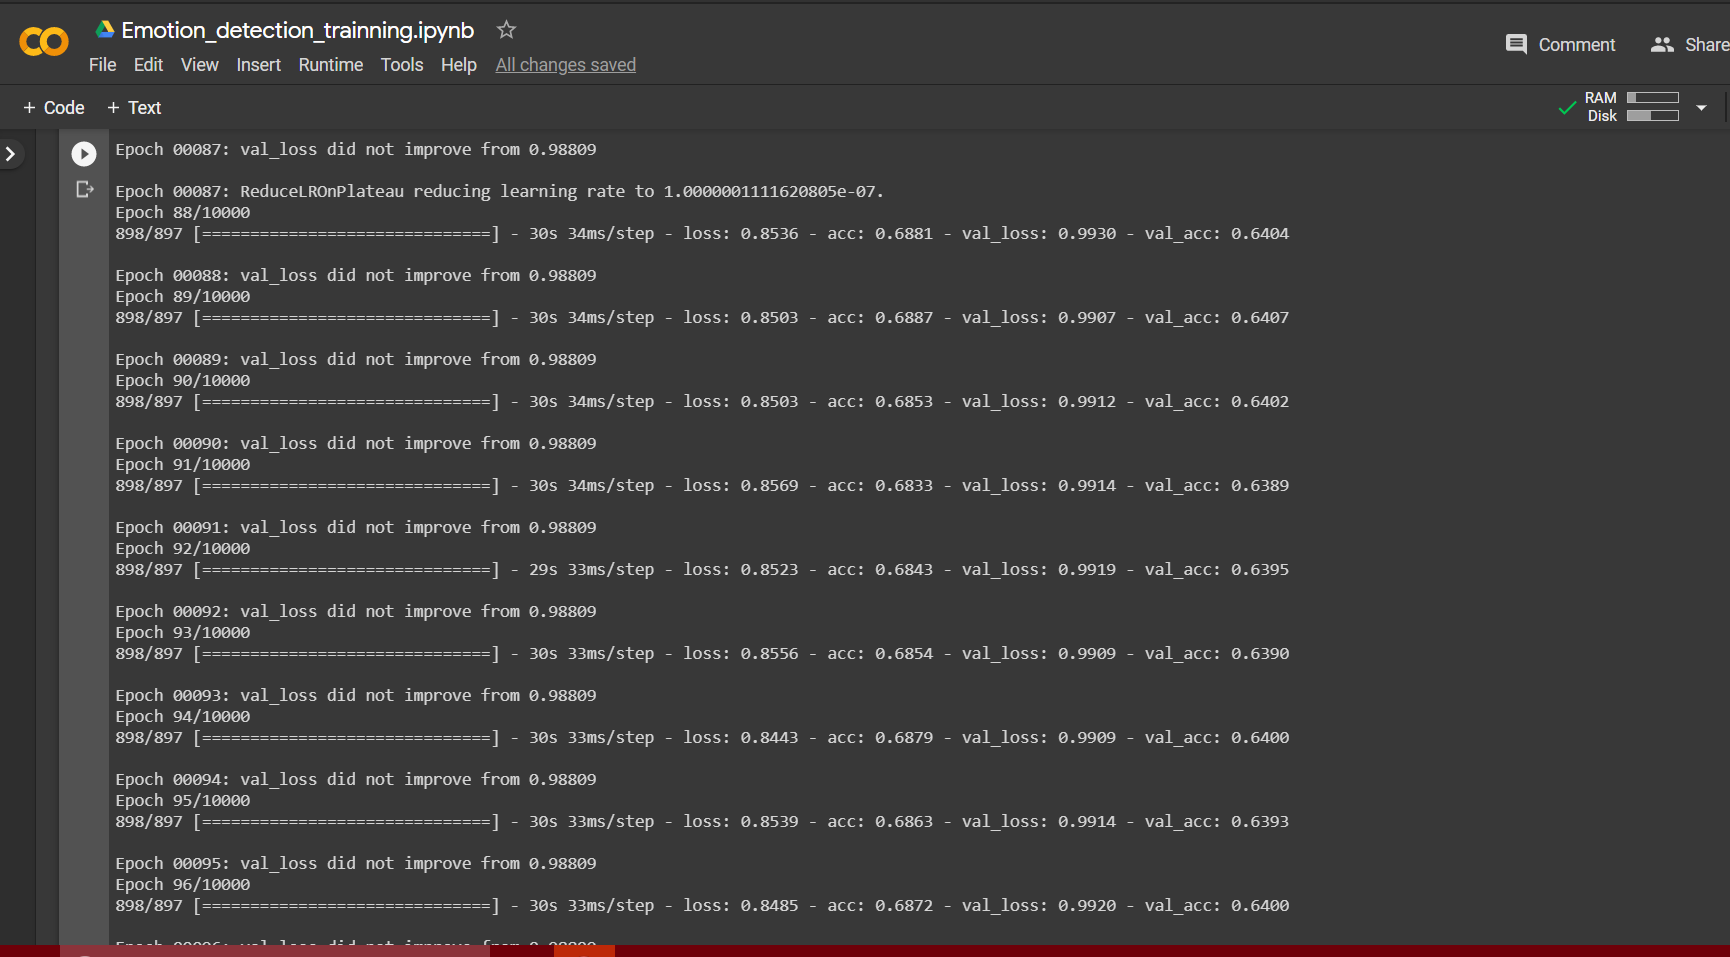 Emotion_detection_trainning.ipynb
Comment
Share
File Edit View Insert Runtime Tools Help All changes saved
+ Code + Text
RAM
Disk
Epoch 00087: val_loss did not improve from 0.98809
Epoch 00087: ReduceLROnPlateau reducing learning rate to 1.0000001111620805e-07.
Epoch 88/10000
898/897 [==============================] - 30s 34ms/step - loss: 0.8536 - acc: 0.6881 - val_loss: 0.9930 - val_acc: 0.6404
Epoch 00088: val_loss did not improve from 0.98809
Epoch 89/10000
898/897 [==============================] - 30s 34ms/step - loss: 0.8503 - acc: 0.6887 - val_loss: 0.9907 - val_acc: 0.6407
Epoch 00089: val_loss did not improve from 0.98809
Epoch 90/10000
898/897 [==============================] - 30s 34ms/step - loss: 0.8503 - acc: 0.6853 - val_loss: 0.9912 - val_acc: 0.6402
Epoch 00090: val_loss did not improve from 0.98809
Epoch 91/10000
898/897 [==============================] - 30s 34ms/step - loss: 0.8569 - acc: 0.6833 - val_loss: 0.9914 - val_acc: 0.6389
Epoch 00091: val_loss did not improve from 0.98809
Epoch 92/10000
898/897 [==============================] - 29s 33ms/step - loss: 0.8523 - acc: 0.6843 - val_loss: 0.9919 - val_acc: 0.6395
Epoch 00092: val_loss did not improve from 0.98809
Epoch 93/10000
898/897 [==============================] - 30s 33ms/step - loss: 0.8556 - acc: 0.6854 - val_loss: 0.9909 - val_acc: 0.6390
Epoch 00093: val_loss did not improve from 0.98809
Epoch 94/10000
898/897 [==============================] - 30s 33ms/step - loss: 0.8443 - acc: 0.6879 - val_loss: 0.9909 - val_acc: 0.6400
Epoch 00094: val_loss did not improve from 0.98809
Epoch 95/10000
898/897 [==============================] - 30s 33ms/step - loss: 0.8539 - acc: 0.6863 - val_loss: 0.9914 - val_acc: 0.6393
Epoch 00095: val_loss did not improve from 0.98809
Epoch 96/10000
898/897 [==============================] - 30s 33ms/step - loss: 0.8485 - acc: 0.6872 - val_loss: 0.9920 - val_acc: 0.6400
Epoch 00096: val_loss did not improve from 0.98809